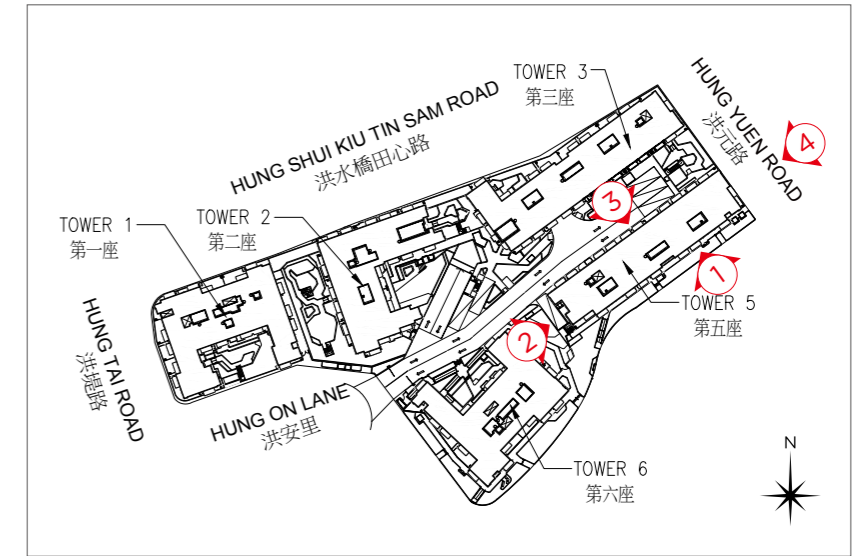 TOWER 3
第三座
HUNG YUEN ROAD
洪元路
4
HUNG SHUI KIU TIN SAM ROAD
洪水橋田心路
3
TOWER 1
第一座
TOWER 2
第二座
1
TOWER 5
第五座
2
HUNG TAI ROAD
洪堤路
HUNG ON LANE
洪安里
TOWER 6
第六座
N